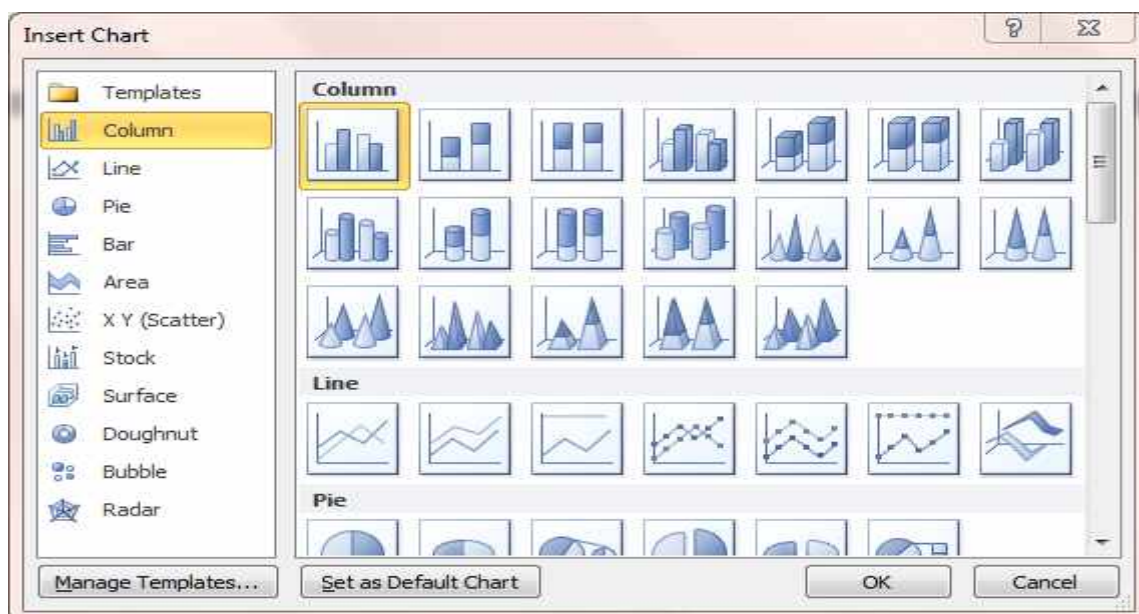 Insert Chart
Templates
Column
Line
Pie
Bar
Area
X Y (Scatter)
Stock
Surface
Doughnut
Bubble
Radar
Column
Line
Pie
Manage Templates...
Set as Default Chart
OK
Cancel